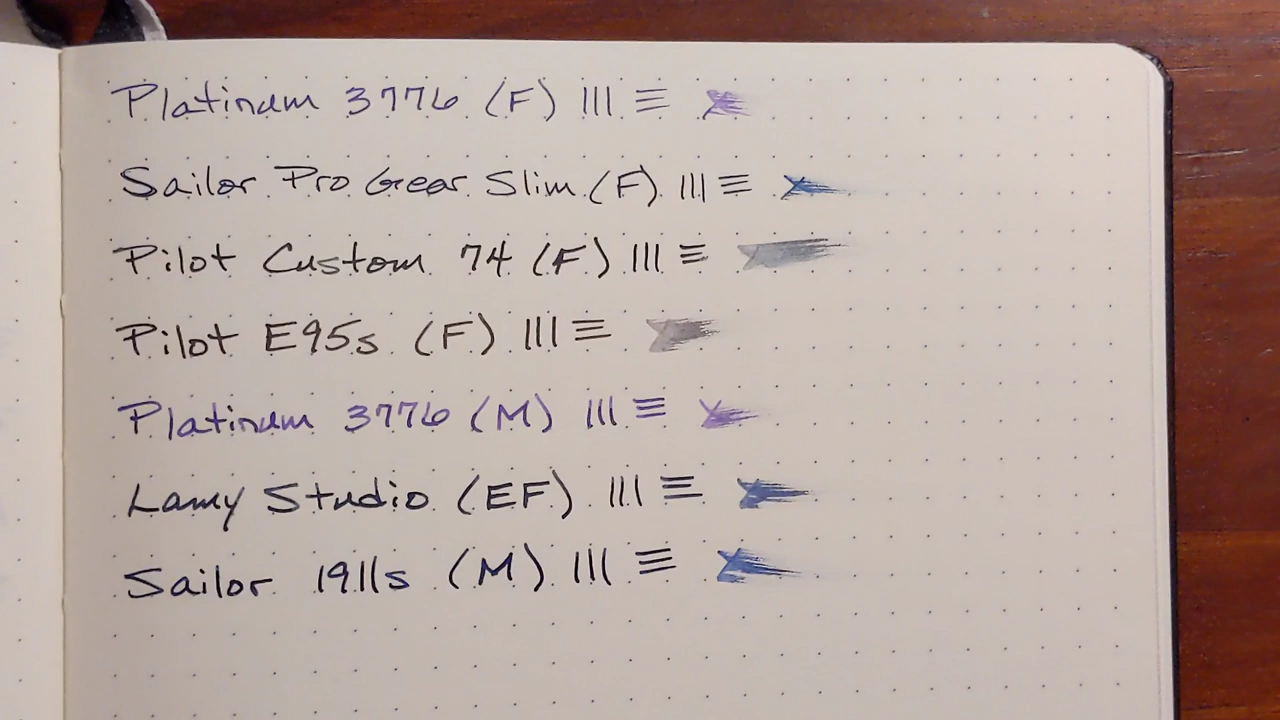 Platinum 3776 (F)
Sailor Pro Gear Slim (F)
Pilot Custom 74 (F)
Pilot E95s (F)
Platinum 3776 (M)
Lamy Studio (EF)
Sailor 1911s (M)